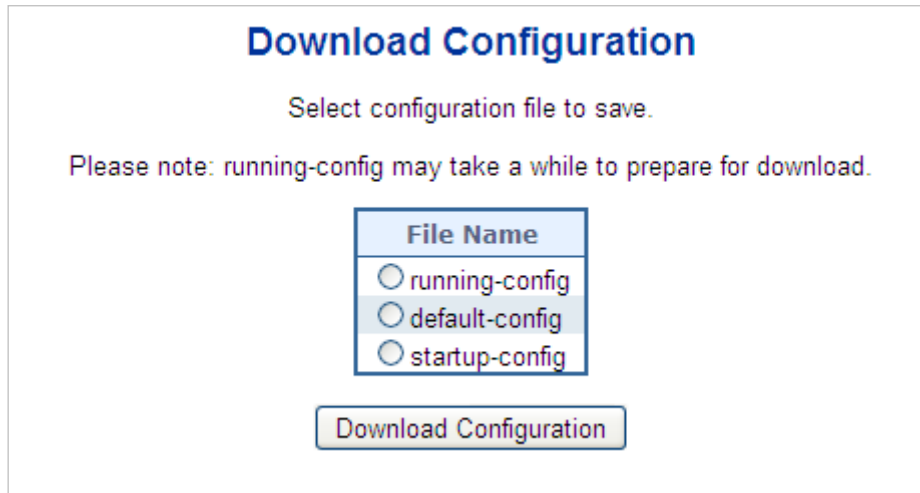 Download Configuration
Select configuration file to save.
Please note: running-config may take a while to prepare for download.
File Name
running-config
default-config
startup-config
Download Configuration